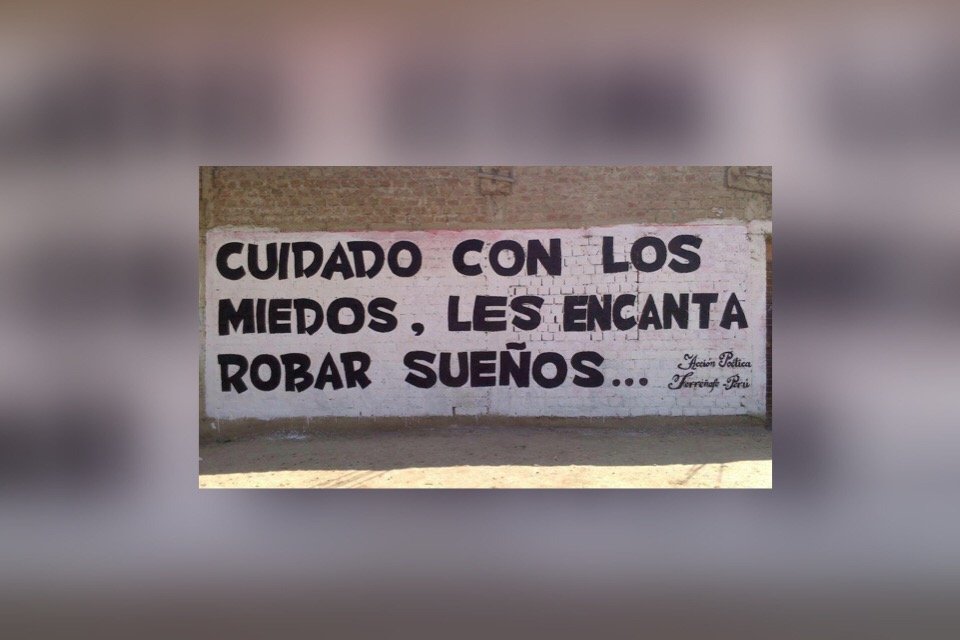 CUIDADO CON LOS
MIEDOS, LES ENCANTA
ROBAR SUEÑOS...
Acción Poética
Ferreñafe - Perú